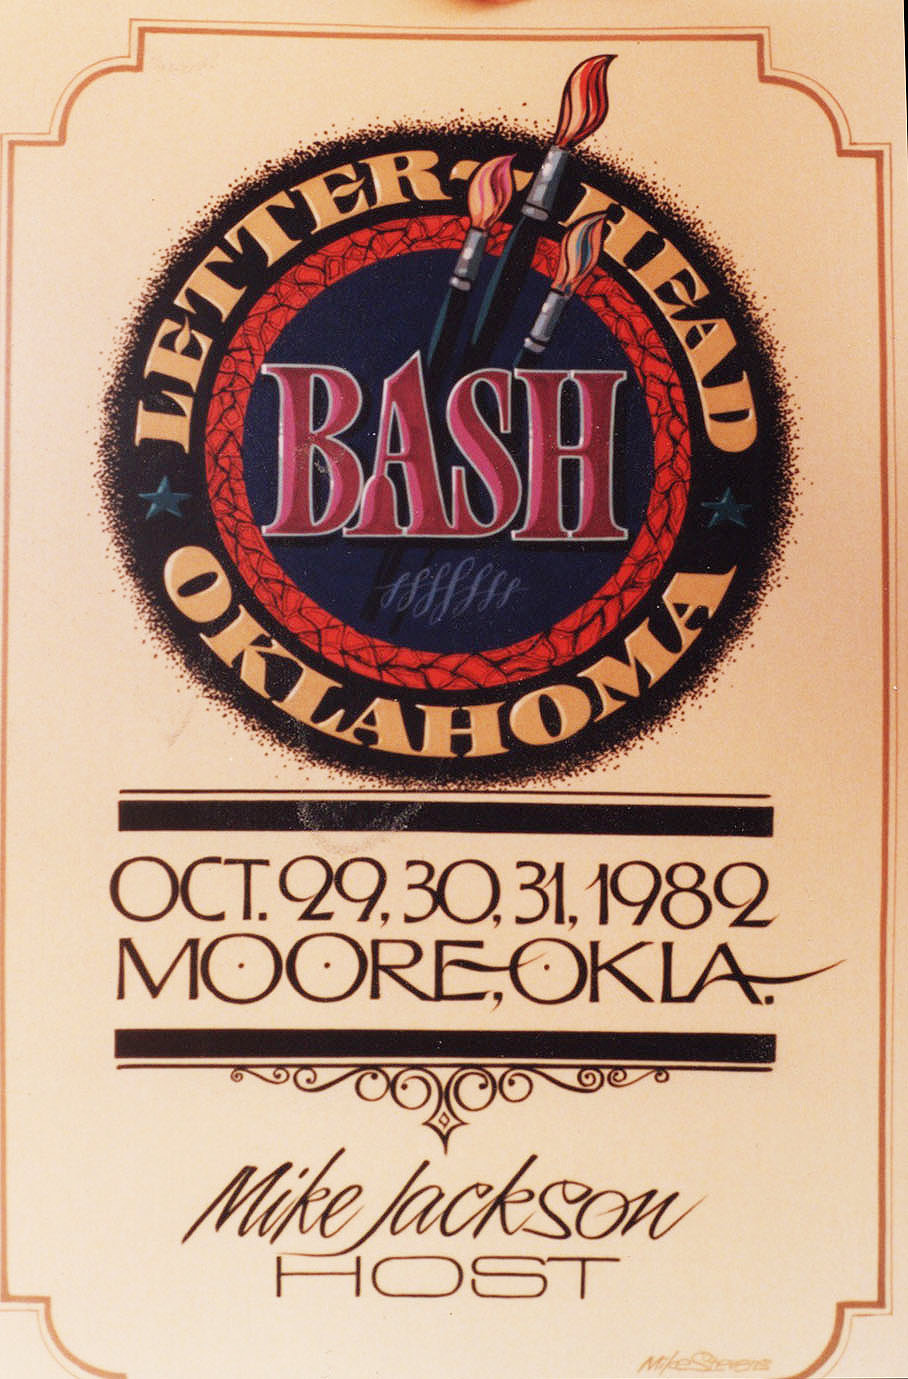 LETTER-HEAD
BASH
OKLAHOMA
OCT. 29, 30, 31, 1982
MOORE, OKLA.
Mike Jackson
HOST
Mike Stevens